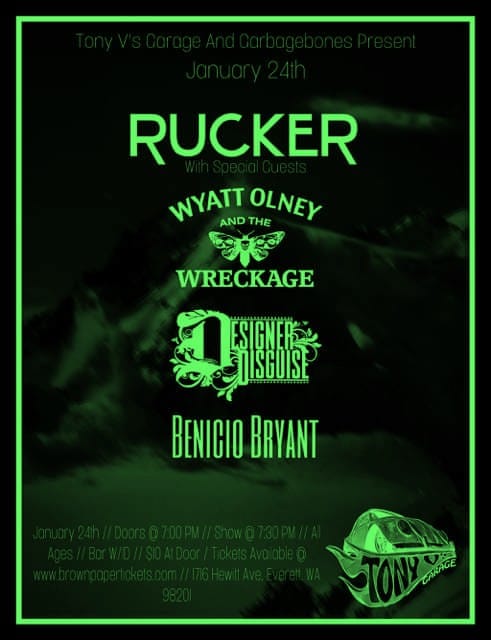 Tony V's Garage And Garbagebones Present
January 24th
RUCKER
With Special Guests
WYATT OLNEY
AND THE
WRECKAGE
DESIGNER
DISGUISE
BENICIO BRYANT
January 24th // Doors @ 7:00 PM // Show @ 7:30 PM // All
Ages // Bar W/ID // $10 At Door / Tickets Available @
www.brownpapertickets.com // 1716 Hewitt Ave, Everett, WA
98201
TONY V'S
GARAGE